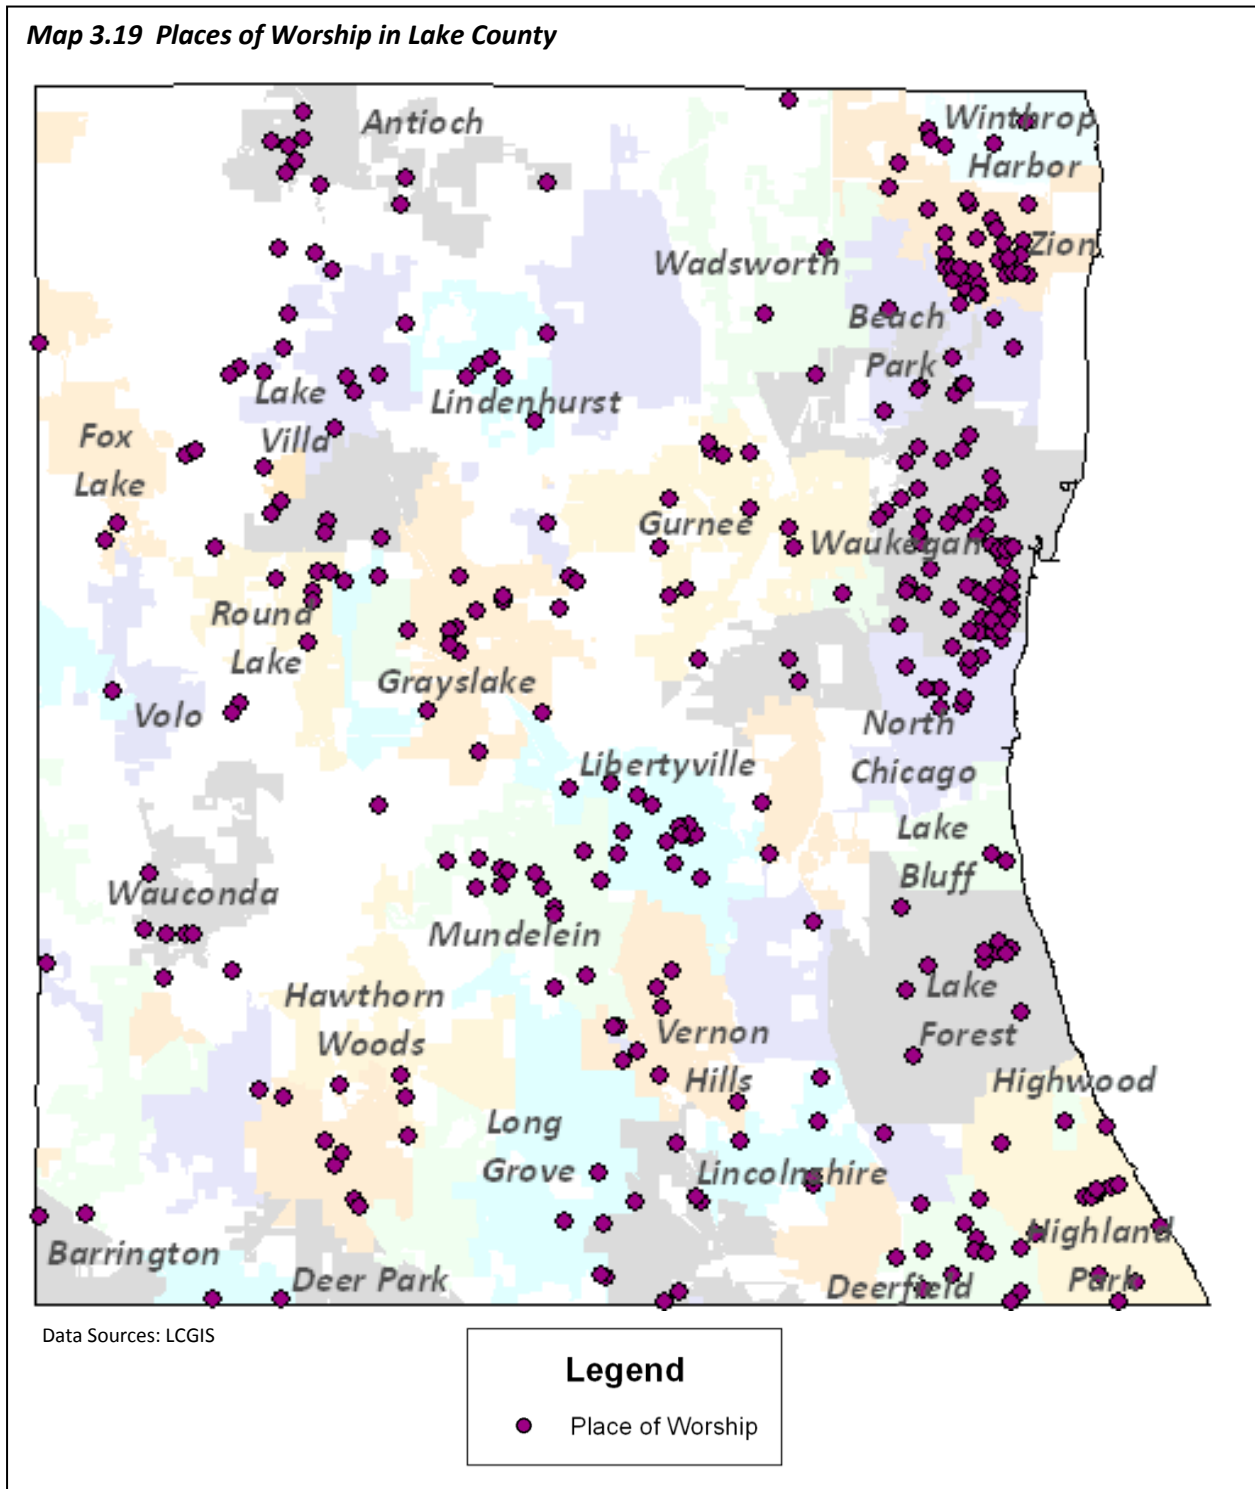 Map 3.19  Places of Worship in Lake County
Antioch
Winthrop
Harbor
Zion
Wadsworth
Beach
Park
Lake
Villa
Lindenhurst
Fox
Lake
Gurnee
Waukegan
Round
Lake
Grayslake
Volo
North
Chicago
Libertyville
Lake
Bluff
Wauconda
Mundelein
Hawthorn
Woods
Lake
Forest
Vernon
Hills
Highwood
Long
Grove
Lincolnshire
Highland
Park
Barrington
Deer Park
Deerfield
Data Sources: LCGIS
Legend
Place of Worship